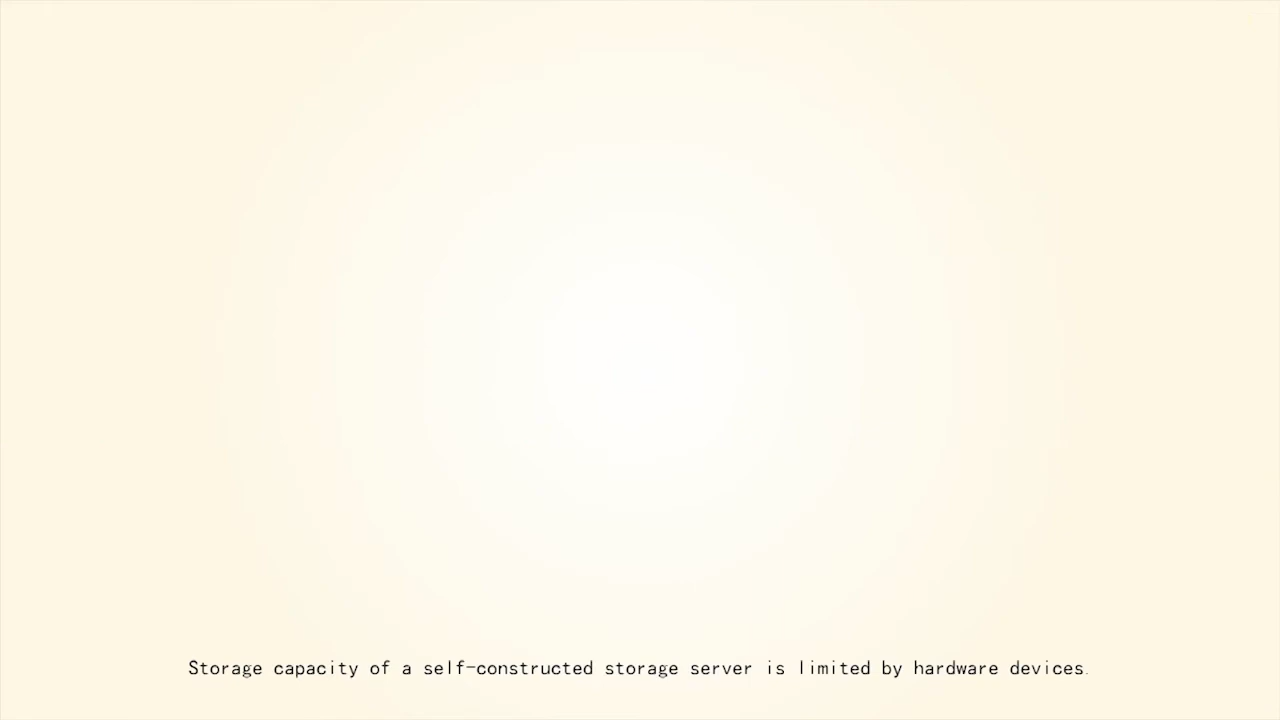 Storage capacity of a self-constructed storage server is limited by hardware devices.